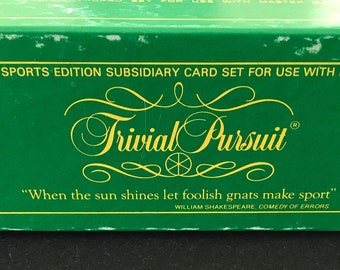 SPORTS EDITION SUBSIDIARY CARD SET FOR USE WITH
Trivial Pursuit®
"When the sun shines let foolish gnats make sport"
WILLIAM SHAKESPEARE. COMEDY OF ERRORS